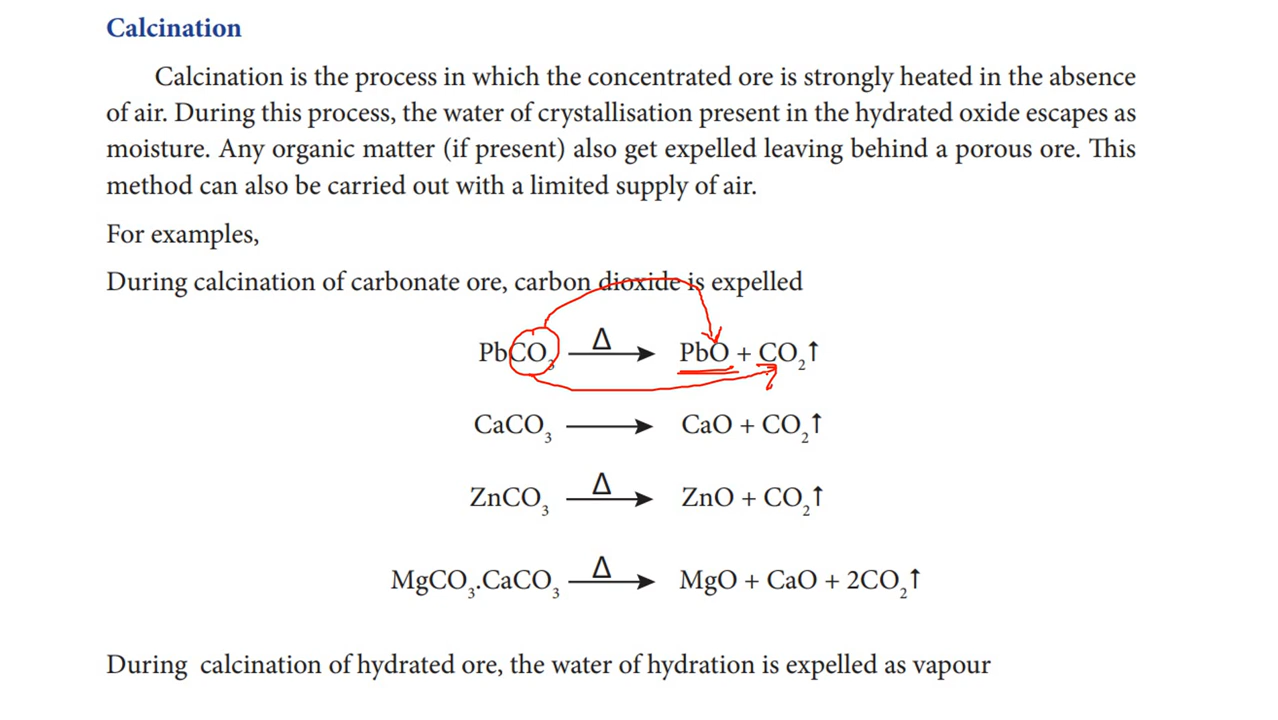 Calcination
Calcination is the process in which the concentrated ore is strongly heated in the absence
of air. During this process, the water of crystallisation present in the hydrated oxide escapes as
moisture. Any organic matter (if present) also get expelled leaving behind a porous ore. This
method can also be carried out with a limited supply of air.
For examples,
During calcination of carbonate ore, carbon dioxide is expelled
PbCO₃ —Δ→ PbO + CO₂↑
CaCO₃ ⟶ CaO + CO₂↑
ZnCO₃ —Δ→ ZnO + CO₂↑
MgCO₃.CaCO₃ —Δ→ MgO + CaO + 2CO₂↑
During calcination of hydrated ore, the water of hydration is expelled as vapour